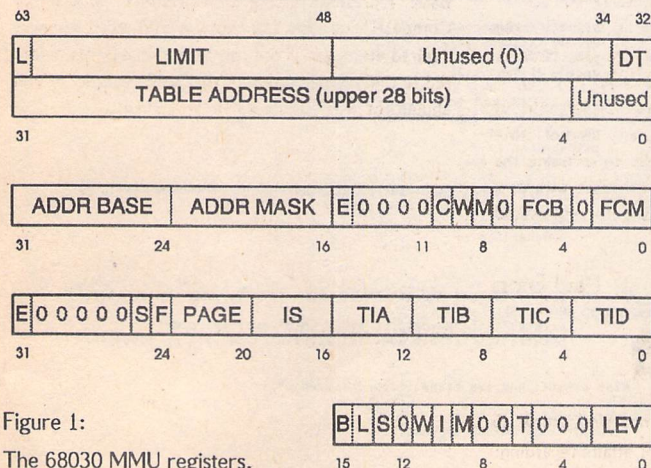 63 48 34 32
L LIMIT Unused (0) DT
TABLE ADDRESS (upper 28 bits) Unused
31 4 0
ADDR BASE ADDR MASK E 0 0 0 0 C W M 0 FCB 0 FCM
31 24 16 11 8 4 0
E 0 0 0 0 0 S F PAGE IS TIA TIB TIC TID
31 24 20 16 12 8 4 0
Figure 1:
B L S 0 W I M 0 0 T 0 0 0 LEV
The 68030 MMU registers.
15 12 8 4 0